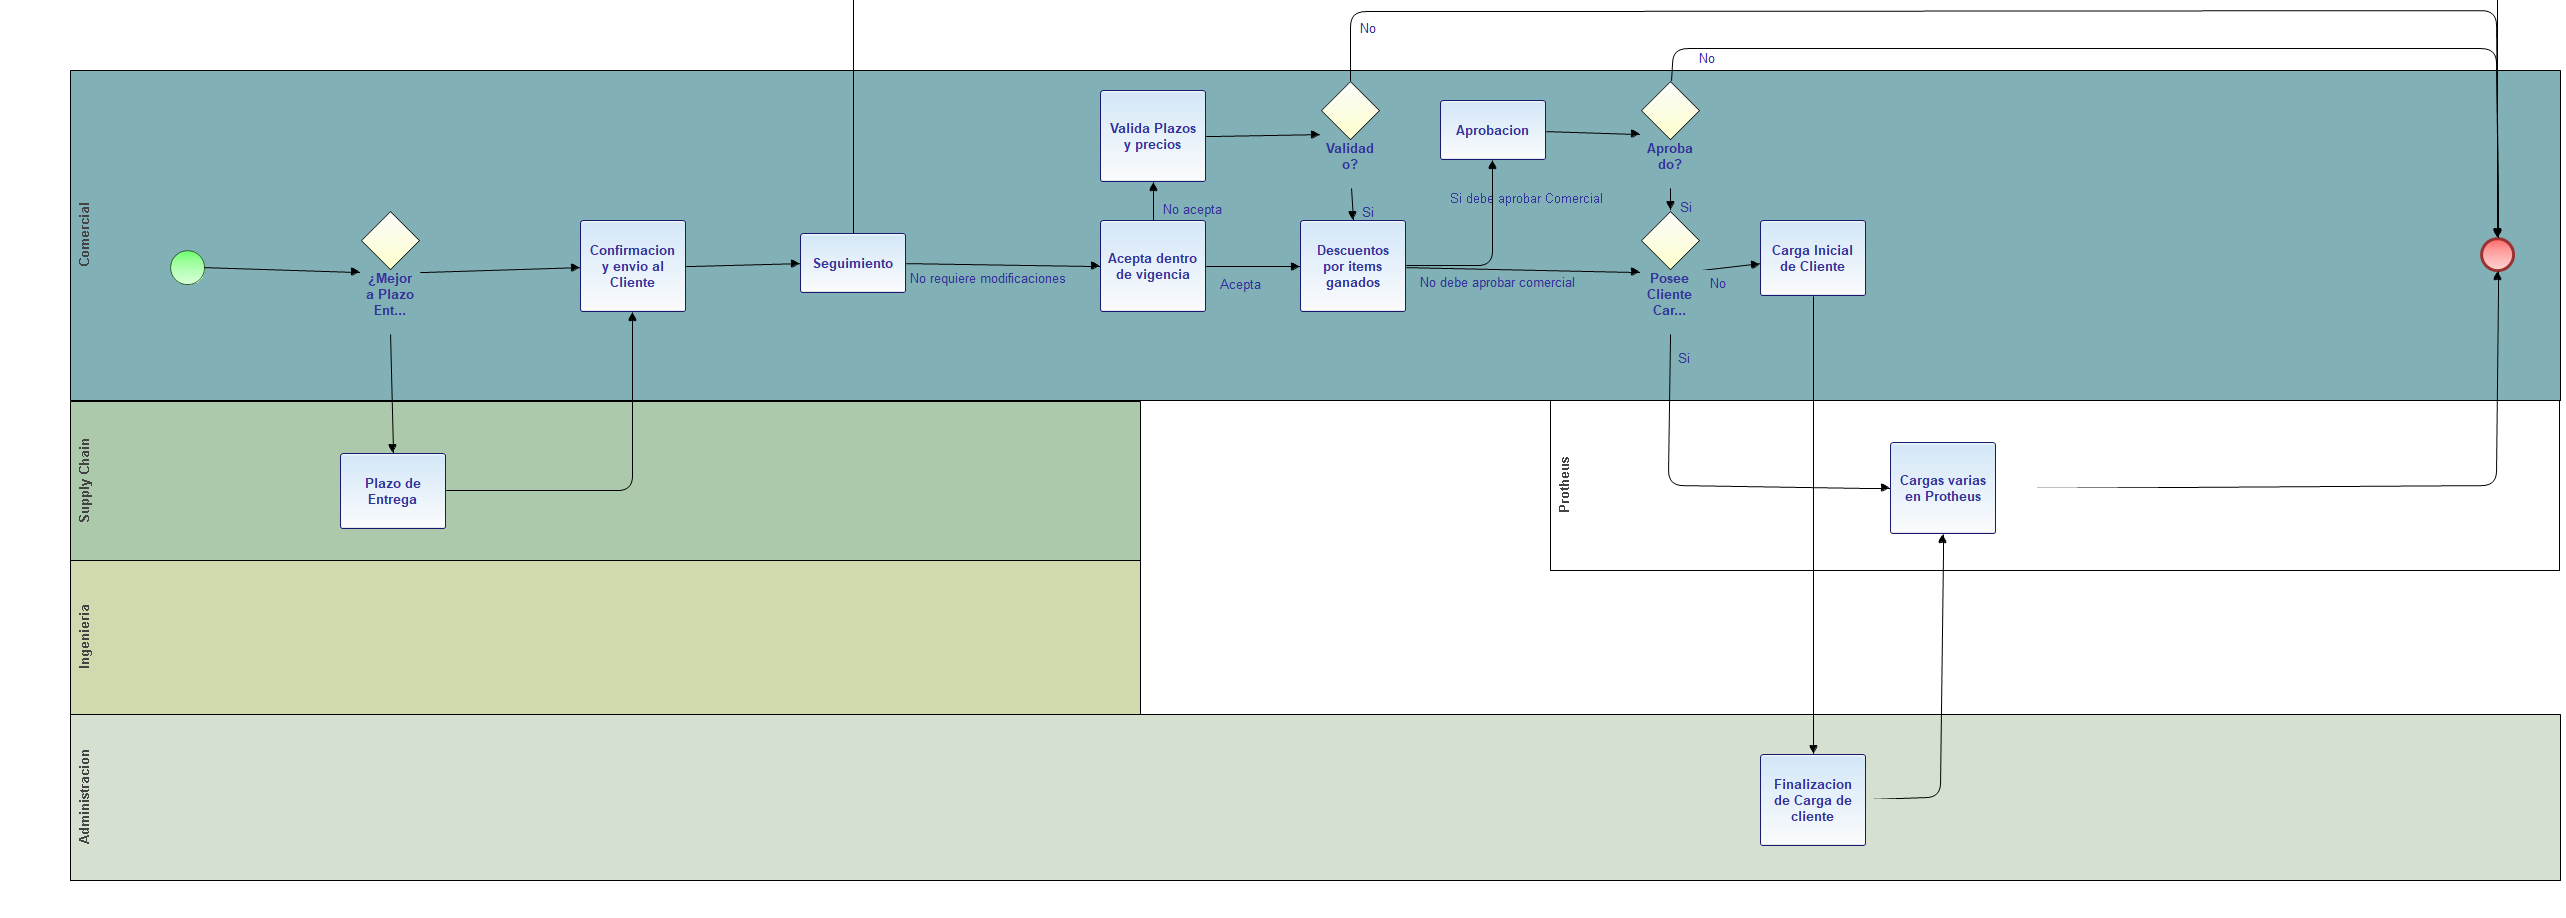 No
No
Comercial
Valida Plazos
y precios
Validad
o?
Aprobacion
Aproba
do?
Si debe aprobar Comercial
No acepta
Si
Si
¿Mejor
a Plazo
Ent...
Confirmacion
y envio al
Cliente
Seguimiento
No requiere modificaciones
Acepta dentro
de vigencia
Acepta
Descuentos
por items
ganados
No debe aprobar comercial
Posee
Cliente
Car...
No
Carga Inicial
de Cliente
Si
Supply Chain
Plazo de
Entrega
Protheus
Cargas varias
en Protheus
Ingenieria
Administracion
Finalizacion
de Carga de
cliente